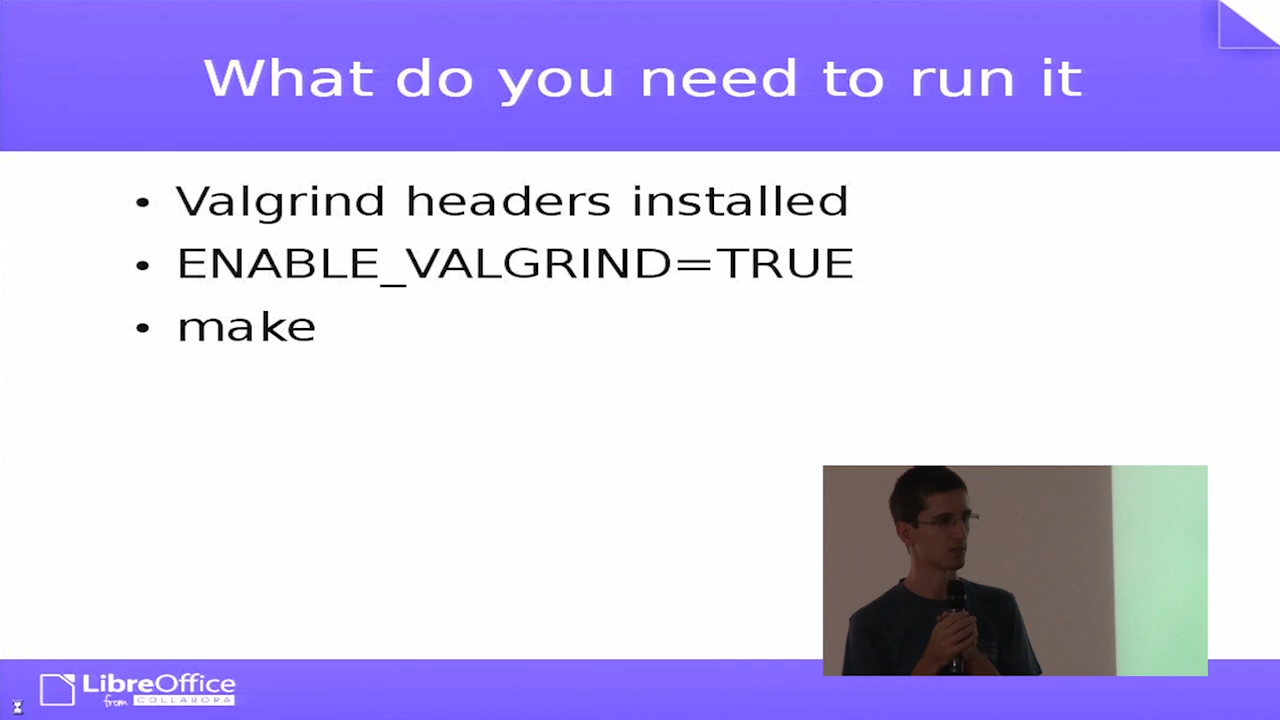 What do you need to run it
• Valgrind headers installed
• ENABLE_VALGRIND=TRUE
• make
LibreOffice
from COLLABORA